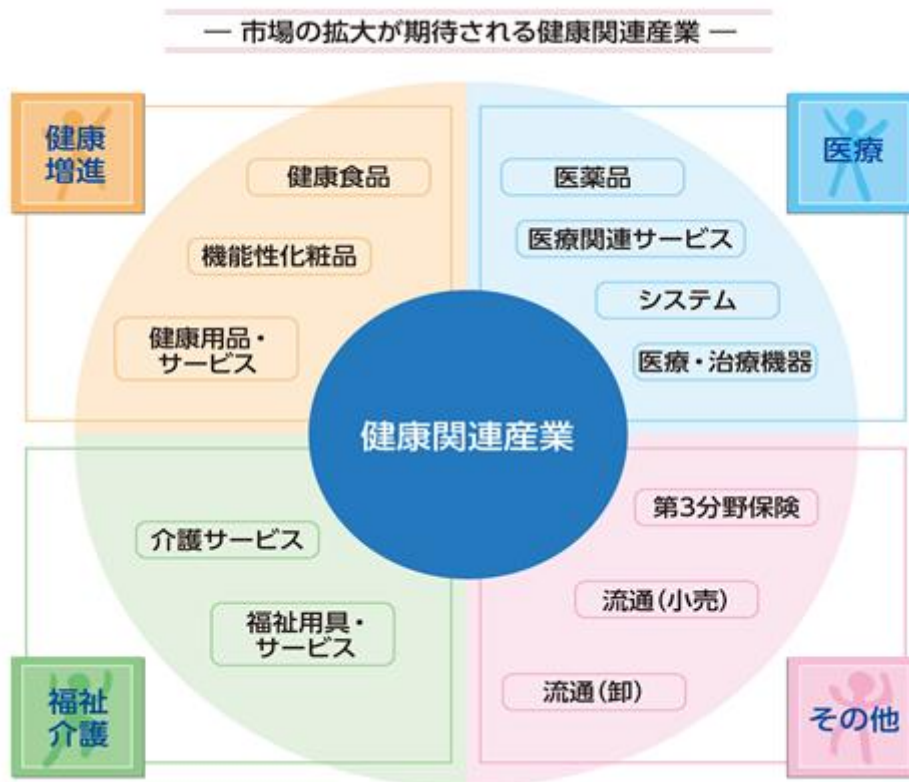 ― 市場の拡大が期待される健康関連産業 ―
健康
増進
健康食品
機能性化粧品
健康用品・
サービス
医療
医薬品
医療関連サービス
システム
医療・治療機器
健康関連産業
介護サービス
福祉用具・
サービス
福祉
介護
第3分野保険
流通(小売)
流通(卸)
その他